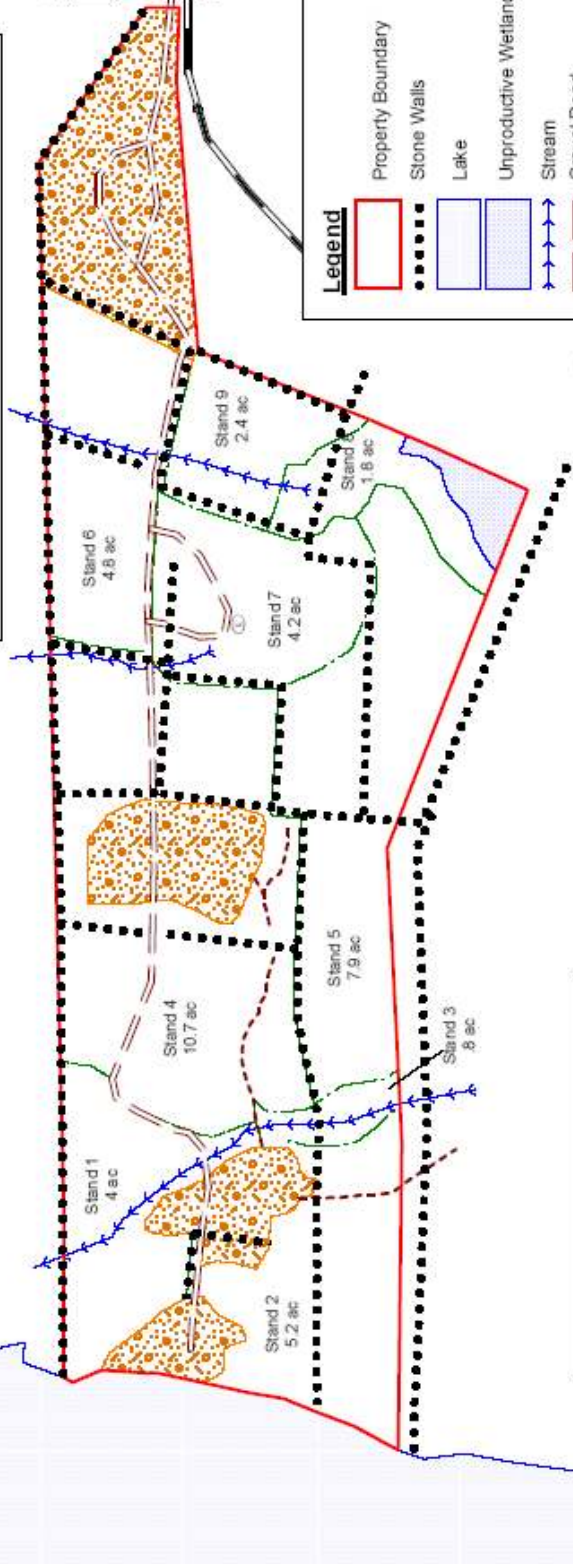 Stand 1
4 ac
Stand 2
5.2 ac
Stand 3
.8 ac
Stand 4
10.7 ac
Stand 5
7.9 ac
Stand 6
4.8 ac
Stand 7
4.2 ac
Stand 8
1.8 ac
Stand 9
2.4 ac
Legend
Property Boundary
Stone Walls
Lake
Unproductive Wetland
Stream